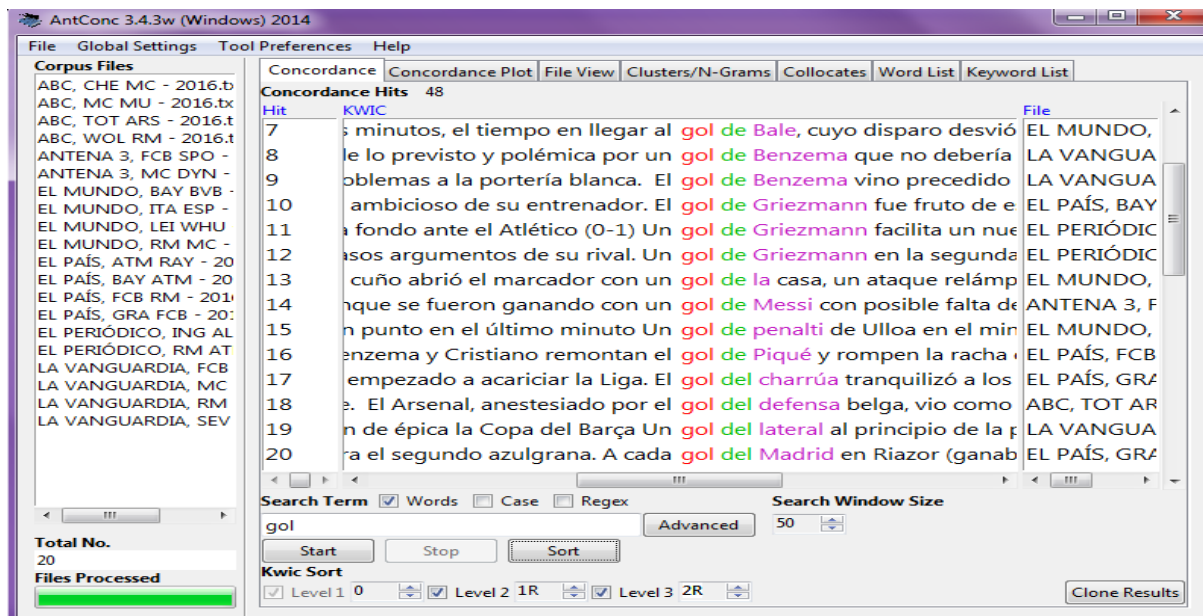 AntConc 3.4.3w (Windows) 2014
File Global Settings Tool Preferences Help
Corpus Files
ABC, CHE MC - 2016.t
ABC, MC MU - 2016.tx
ABC, TOT ARS - 2016.t
ABC, WOL RM - 2016.t
ANTENA 3, FCB SPO -
ANTENA 3, MC DYN -
EL MUNDO, BAY BVB -
EL MUNDO, ITA ESP -
EL MUNDO, LEI WHU
EL MUNDO, RM MC -
EL PAÍS, ATM RAY - 20
EL PAÍS, BAY ATM - 20
EL PAÍS, FCB RM - 201
EL PAÍS, GRA FCB - 201
EL PERIÓDICO, ING AL
EL PERIÓDICO, RM AT
LA VANGUARDIA, FCB
LA VANGUARDIA, MC
LA VANGUARDIA, RM
LA VANGUARDIA, SEV
Total No.
20
Files Processed
Concordance Concordance Plot File View Clusters/N-Grams Collocates Word List Keyword List
Concordance Hits 48
Hit KWIC File
7 s minutos, el tiempo en llegar al gol de Bale, cuyo disparo desvió EL MUNDO,
8 le lo previsto y polémica por un gol de Benzema que no debería LA VANGUA
9 oblemas a la portería blanca. El gol de Benzema vino precedido LA VANGUA
10 ambicioso de su entrenador. El gol de Griezmann fue fruto de e EL PAÍS, BAY
11 a fondo ante el Atlético (0-1) Un gol de Griezmann facilita un nue EL PERIÓDIC
12 asos argumentos de su rival. Un gol de Griezmann en la segunda EL PERIÓDIC
13 cuño abrió el marcador con un gol de la casa, un ataque relámp EL MUNDO,
14 nque se fueron ganando con un gol de Messi con posible falta de ANTENA 3, F
15 n punto en el último minuto Un gol de penalti de Ulloa en el min EL MUNDO,
16 enzema y Cristiano remontan el gol de Piqué y rompen la racha EL PAÍS, FCB
17 empezado a acariciar la Liga. El gol del charrúa tranquilizó a los EL PAÍS, GRA
18 e. El Arsenal, anestesiado por el gol del defensa belga, vio como ABC, TOT AR
19 n de épica la Copa del Barça Un gol del lateral al principio de la p LA VANGUA
20 ra el segundo azulgrana. A cada gol del Madrid en Riazor (ganab EL PAÍS, GRA
Search Term Words Case Regex Search Window Size
gol Advanced 50
Start Stop Sort
Kwic Sort
Level 1 0 Level 2 1R Level 3 2R Clone Results